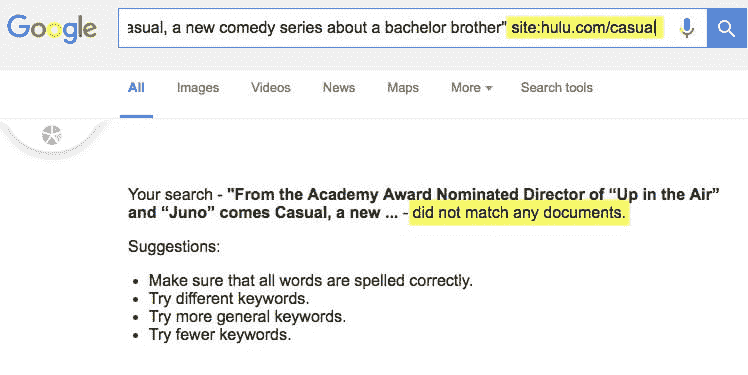 Google
asual, a new comedy series about a bachelor brother" site:hulu.com/casual
All Images Videos News Maps More Search tools
Your search - "From the Academy Award Nominated Director of “Up in the Air”
and “Juno” comes Casual, a new ... - did not match any documents.
Suggestions:
• Make sure that all words are spelled correctly.
• Try different keywords.
• Try more general keywords.
• Try fewer keywords.